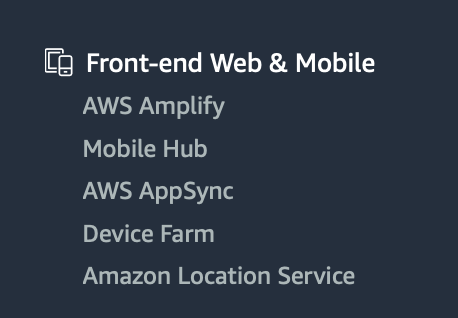 Front-end Web & Mobile
AWS Amplify
Mobile Hub
AWS AppSync
Device Farm
Amazon Location Service